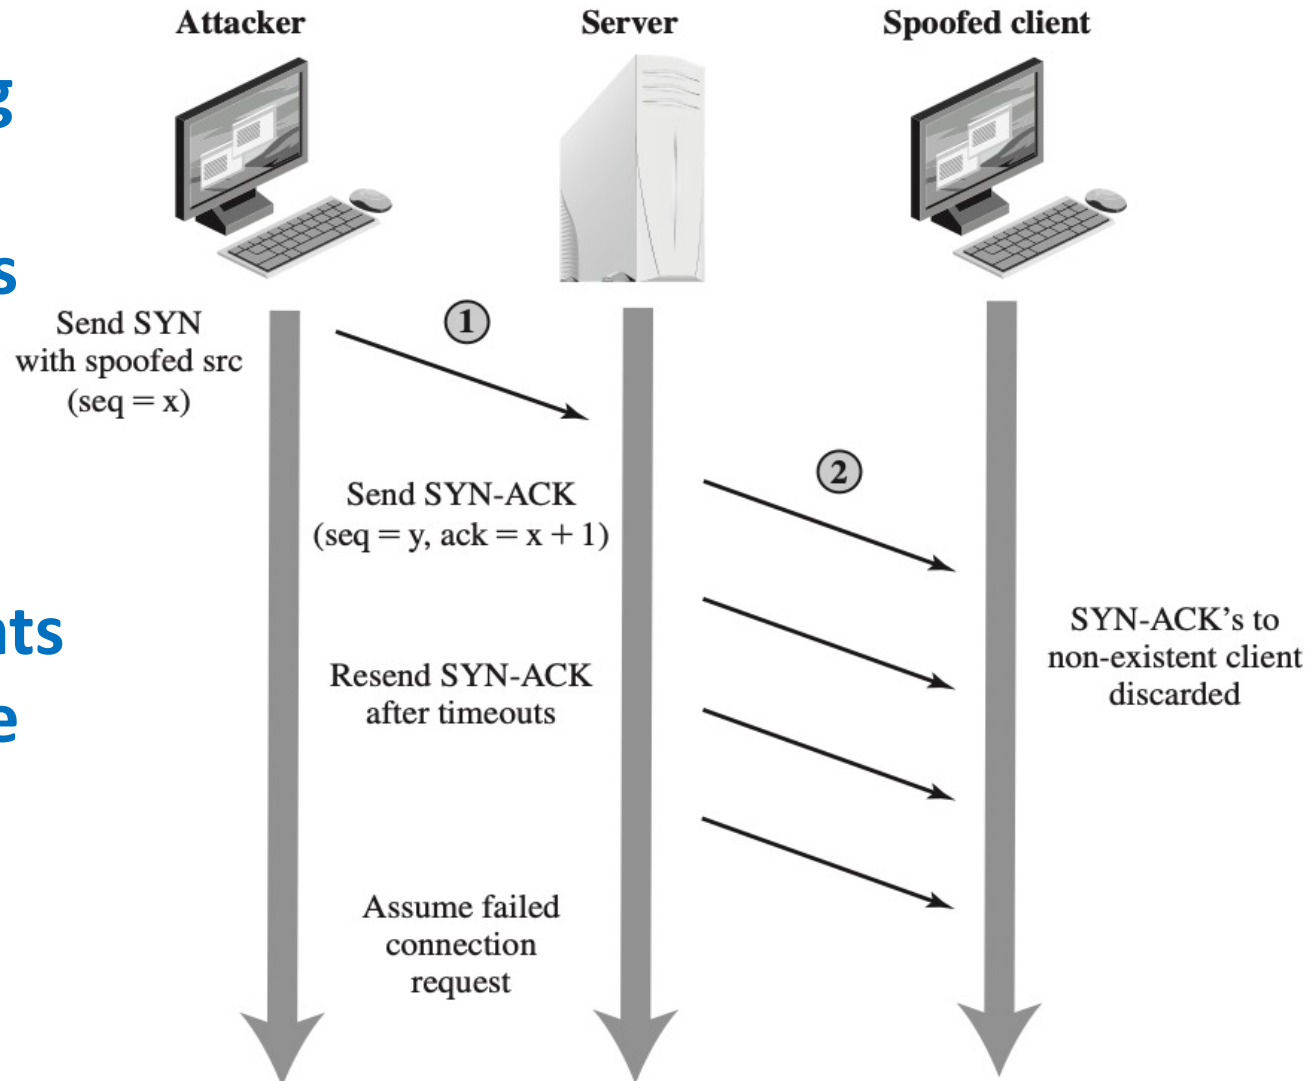 Attacker
Server
Spoofed client
g
s
Send SYN
with spoofed src
(seq = x)
1
2
Send SYN-ACK
(seq = y, ack = x + 1)
nts
e
Resend SYN-ACK
after timeouts
SYN-ACK’s to
non-existent client
discarded
Assume failed
connection
request